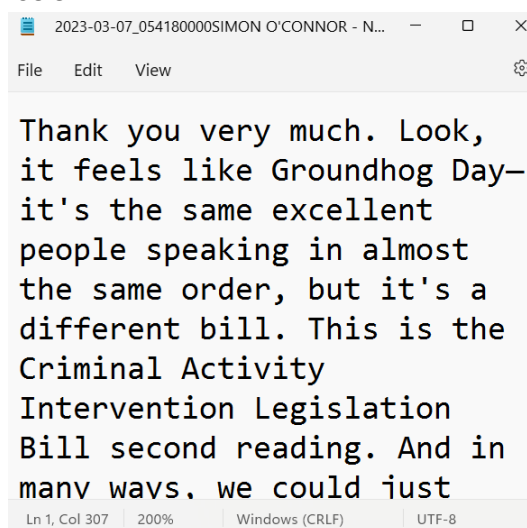 2023-03-07_054180000SIMON O'CONNOR - N...
File Edit View
Thank you very much. Look,
it feels like Groundhog Day—
it's the same excellent
people speaking in almost
the same order, but it's a
different bill. This is the
Criminal Activity
Intervention Legislation
Bill second reading. And in
many ways, we could just
Ln 1, Col 307 200% Windows (CRLF) UTF-8